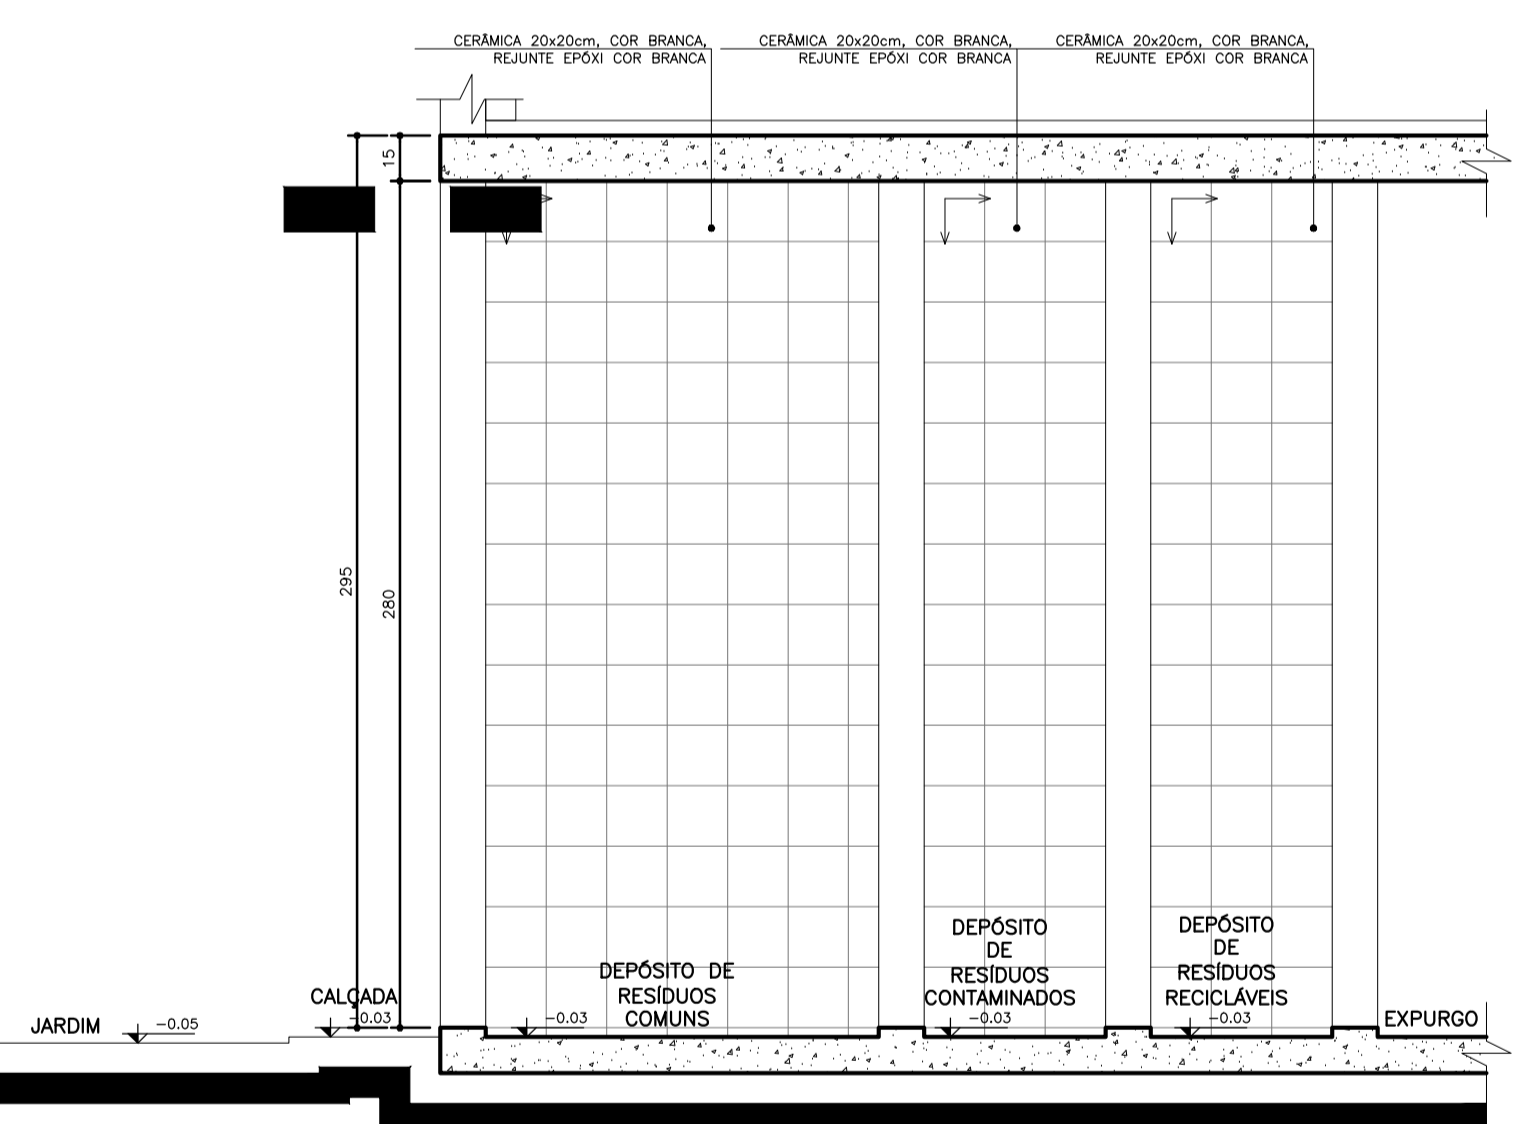 CERÂMICA 20x20cm, COR BRANCA,
REJUNTE EPÓXI COR BRANCA
CERÂMICA 20x20cm, COR BRANCA,
REJUNTE EPÓXI COR BRANCA
CERÂMICA 20x20cm, COR BRANCA,
REJUNTE EPÓXI COR BRANCA
15
295
280
DEPÓSITO DE
RESÍDUOS
COMUNS
-0.03
DEPÓSITO
DE
RESÍDUOS
CONTAMINADOS
-0.03
DEPÓSITO
DE
RESÍDUOS
RECICLÁVEIS
-0.03
CALÇADA
-0.03
JARDIM
-0.05
EXPURGO